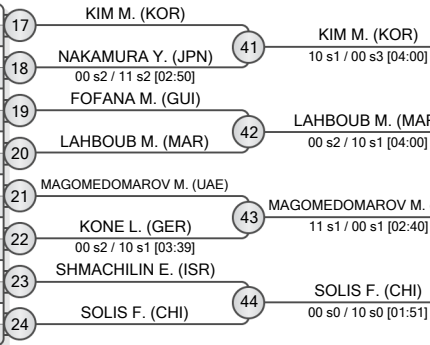 17
KIM M. (KOR)
41
KIM M. (KOR)
10 s1 / 00 s3 [04:00]
18
NAKAMURA Y. (JPN)
00 s2 / 11 s2 [02:50]
19
FOFANA M. (GUI)
42
LAHBOUB M. (MAR
00 s2 / 10 s1 [04:00]
20
LAHBOUB M. (MAR)
21
MAGOMEDOMAROV M. (UAE)
43
MAGOMEDOMAROV M.
11 s1 / 00 s1 [02:40]
22
KONE L. (GER)
00 s2 / 10 s1 [03:39]
23
SHMACHILIN E. (ISR)
44
SOLIS F. (CHI)
00 s0 / 10 s0 [01:51]
24
SOLIS F. (CHI)